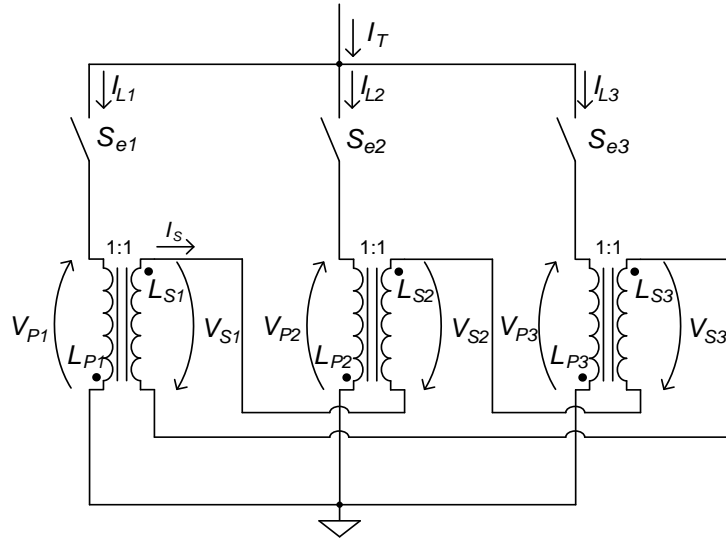 I_T
I_L1 I_L2 I_L3
S_e1 S_e2 S_e3
1:1 I_S 1:1 1:1
L_S1 L_S2 L_S3
V_P1 V_S1 V_P2 V_S2 V_P3 V_S3
L_P1 L_P2 L_P3